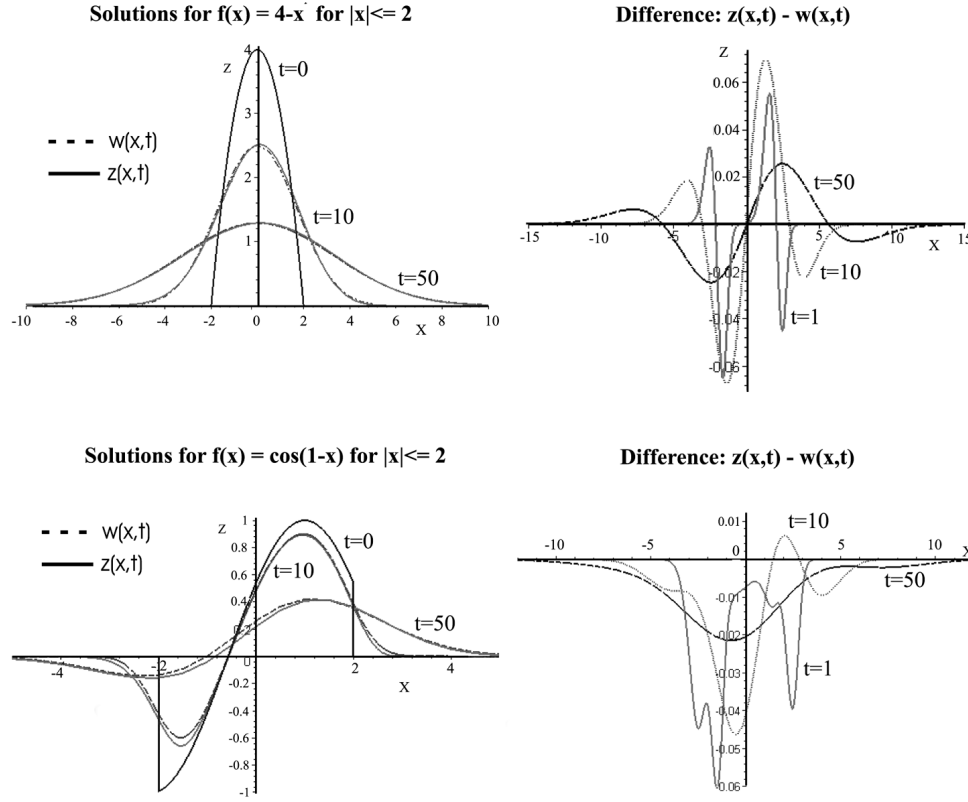 Solutions for f(x) = 4-x˙ for |x|<= 2
z
4
3
2
1
t=0
w(x,t)
z(x,t)
t=10
t=50
-10 -8 -6 -4 -2 0 2 4 6 8 10
x
Difference: z(x,t) - w(x,t)
z
0.06
0.04
0.02
t=50
-15 -10 -5 5 10 15
x
-0.02
t=10
-0.04
t=1
-0.06
Solutions for f(x) = cos(1-x) for |x|<= 2
z
1
0.8
0.6
0.4
0.2
0
w(x,t)
z(x,t)
t=0
t=10
t=50
-4 -2 2 4
x
-0.2
-0.4
-0.6
-0.8
-1
Difference: z(x,t) - w(x,t)
0.01
t=10
-10 -5 0 5 10
x
t=50
-0.01
-0.02
-0.03
t=1
-0.04
-0.05
0.06